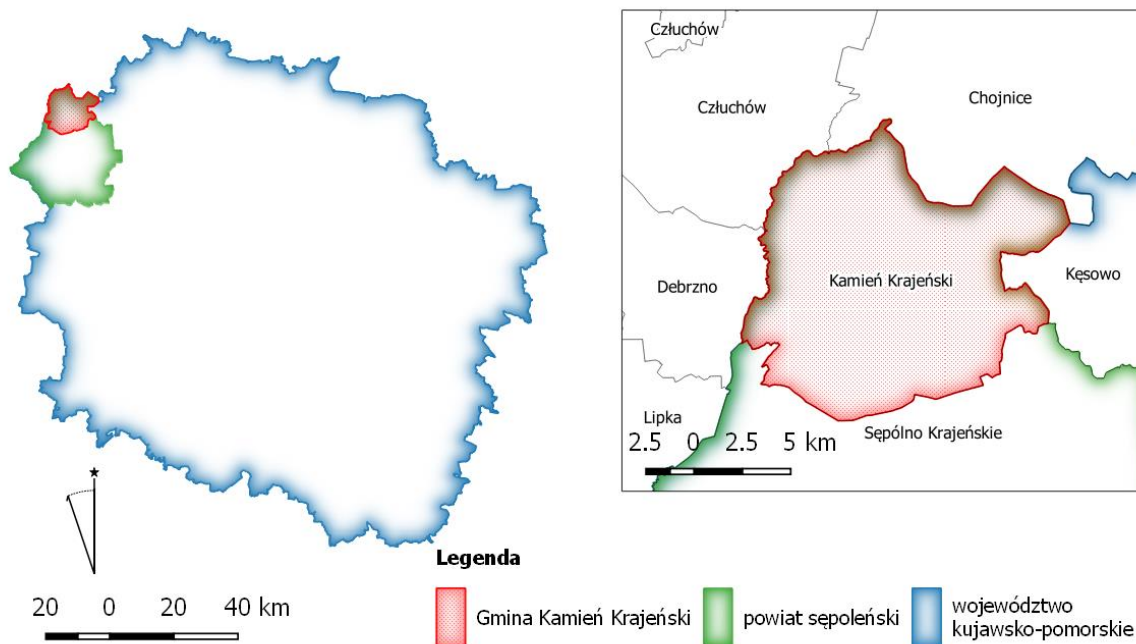 Człuchów
Człuchów
Chojnice
Kamień Krajeński
Debrzno
Kęsowo
Lipka
Sępólno Krajeńskie
2.5 0 2.5 5 km
Legenda
20 0 20 40 km
Gmina Kamień Krajeński
powiat sępoleński
województwo
kujawsko-pomorskie